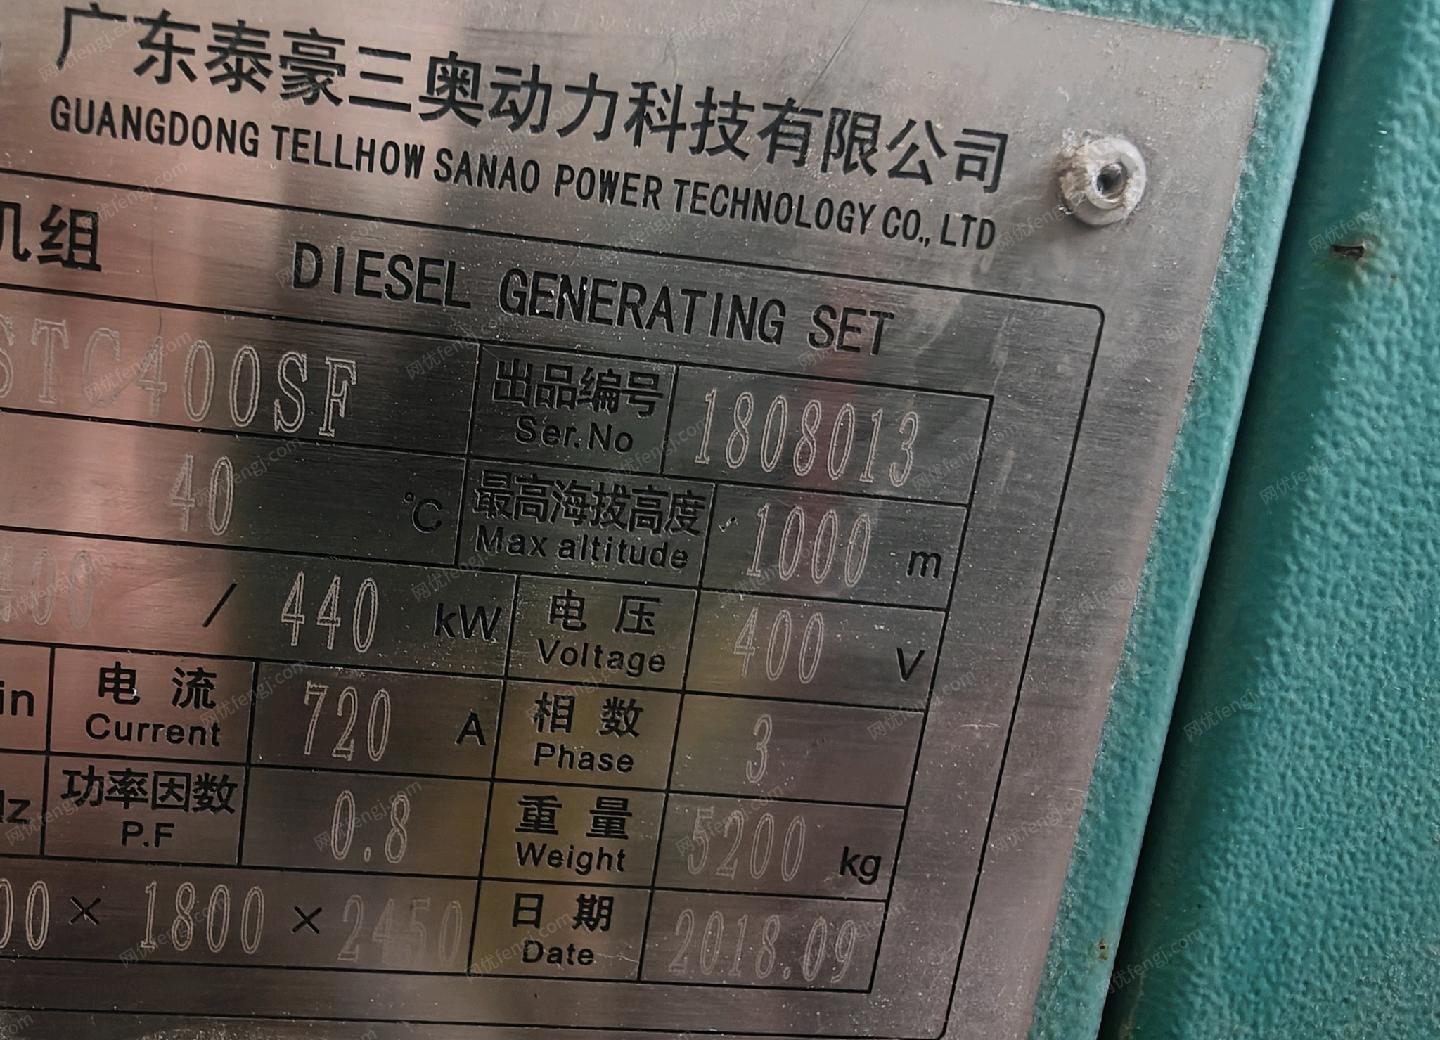 广东泰豪三奥动力科技有限公司
GUANGDONG TELLHOW SANAO POWER TECHNOLOGY CO., LTD
机组 DIESEL GENERATING SET
STC400SF 出品编号 Ser.No 1808013
40 ℃ 最高海拔高度 Max altitude 1000 m
400 / 440 kW 电压 Voltage 400 V
in 电流 Current 720 A 相数 Phase 3
Hz 功率因数 P.F 0.8 重量 Weight 5200 kg
00 × 1800 × 2450 日期 Date 2018.09